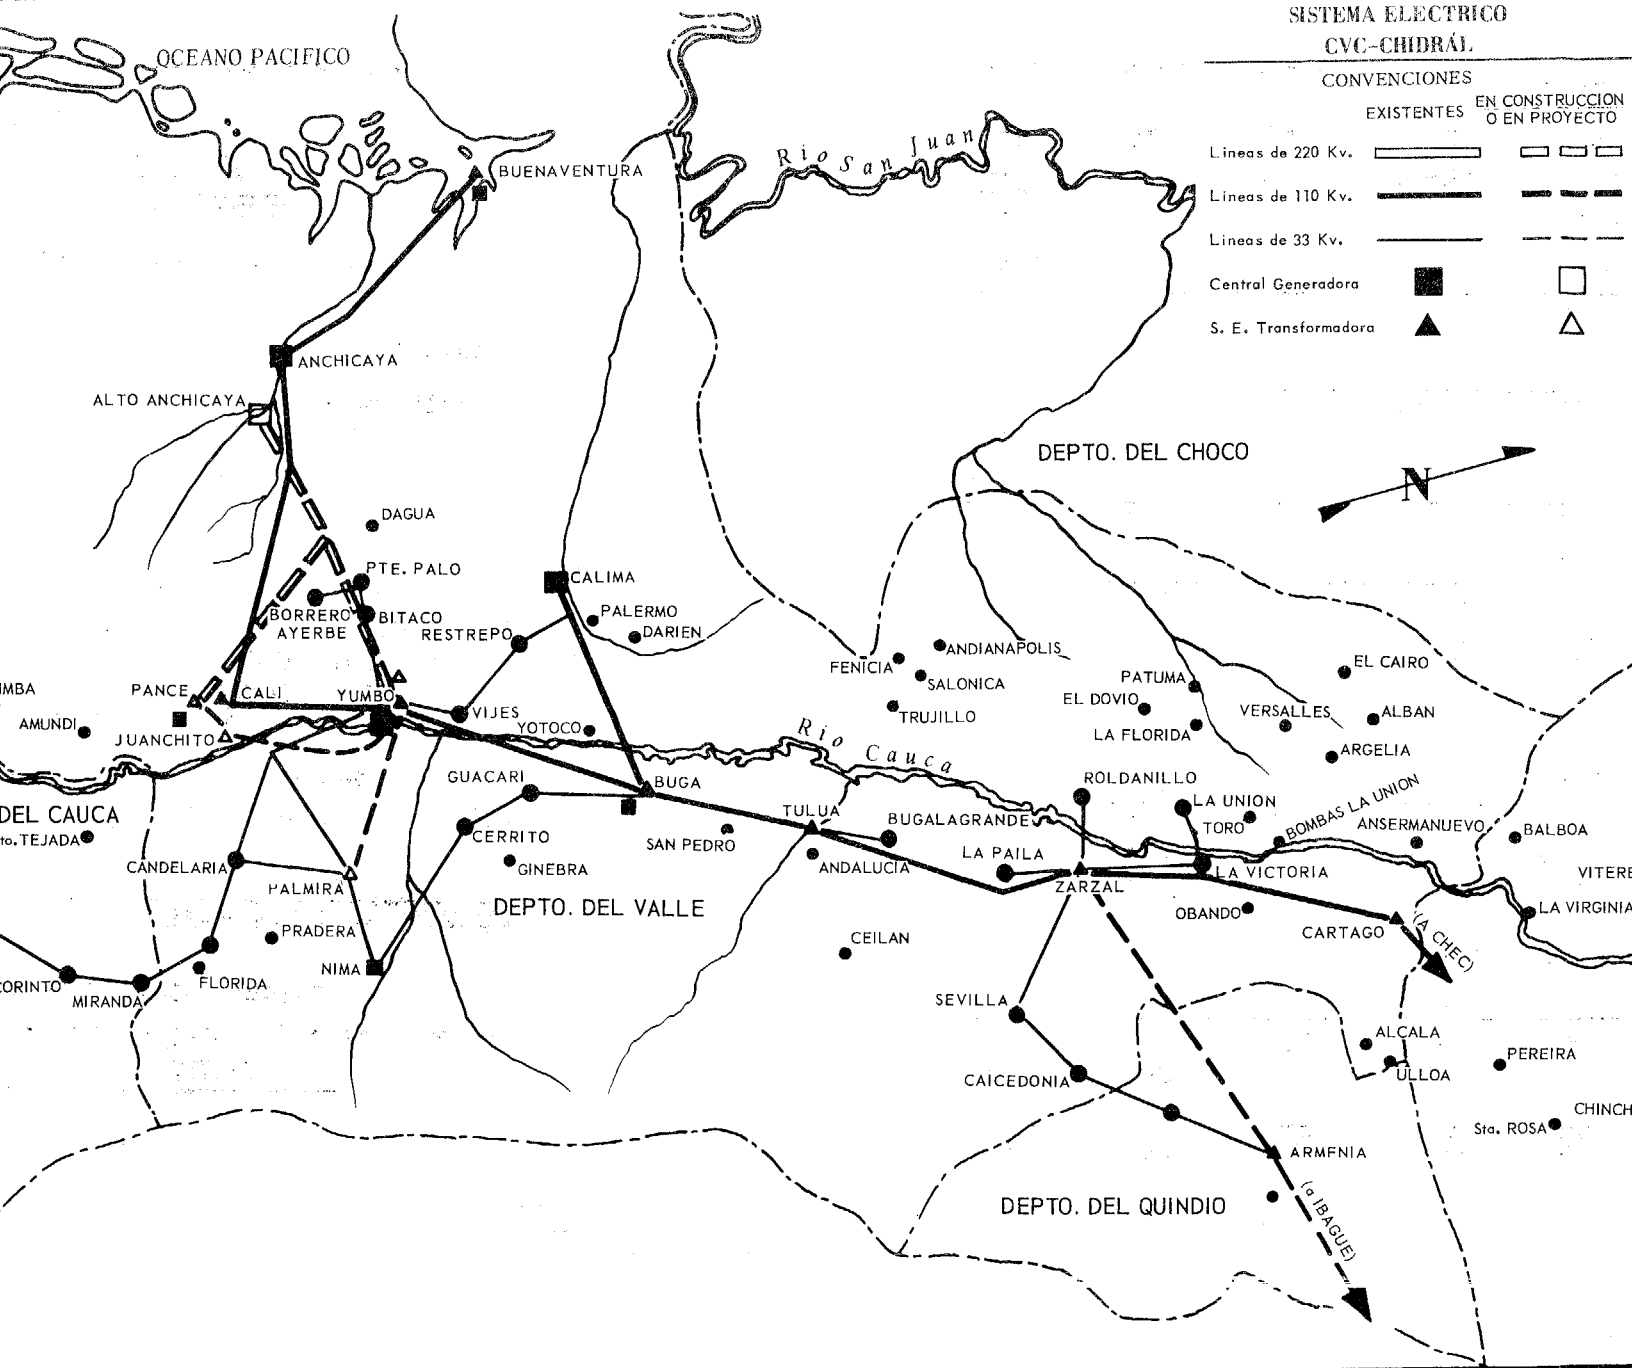 SISTEMA ELECTRICO
CVC-CHIDRÁL
CONVENCIONES
EXISTENTES
EN CONSTRUCCION
O EN PROYECTO
Lineas de 220 Kv.
Lineas de 110 Kv.
Lineas de 33 Kv.
Central Generadora
S. E. Transformadora
OCEANO PACIFICO
BUENAVENTURA
Rio San Juan
ANCHICAYA
ALTO ANCHICAYA
DEPTO. DEL CHOCO
N
DAGUA
PTE. PALO
CALIMA
BORRERO
AYERBE
BITACO
RESTREPO
PALERMO
DARIEN
ANDIANAPOLIS
FENICIA
SALONICA
TRUJILLO
PATUMA
EL DOVIO
LA FLORIDA
EL CAIRO
VERSALLES
ALBAN
ARGELIA
IMBA
PANCE
CALI
YUMBO
AMUNDI
JUANCHITO
VIJES
YOTOCO
Rio Cauca
GUACARI
BUGA
ROLDANILLO
LA UNION
TORO
BOMBAS LA UNION
ANSERMANUEVO
BALBOA
DEL CAUCA
to. TEJADA
CERRITO
TULUA
BUGALAGRANDE
SAN PEDRO
ANDALUCIA
GINEBRA
LA PAILA
ZARZAL
LA VICTORIA
VITERB
CANDELARIA
PALMIRA
DEPTO. DEL VALLE
OBANDO
CARTAGO
(A CHEC)
LA VIRGINIA
PRADERA
CEILAN
NIMA
FLORIDA
CORINTO
MIRANDA
SEVILLA
CAICEDONIA
ALCALA
ULLOA
PEREIRA
CHINCH
Sta. ROSA
ARMENIA
(a IBAGUE)
DEPTO. DEL QUINDIO